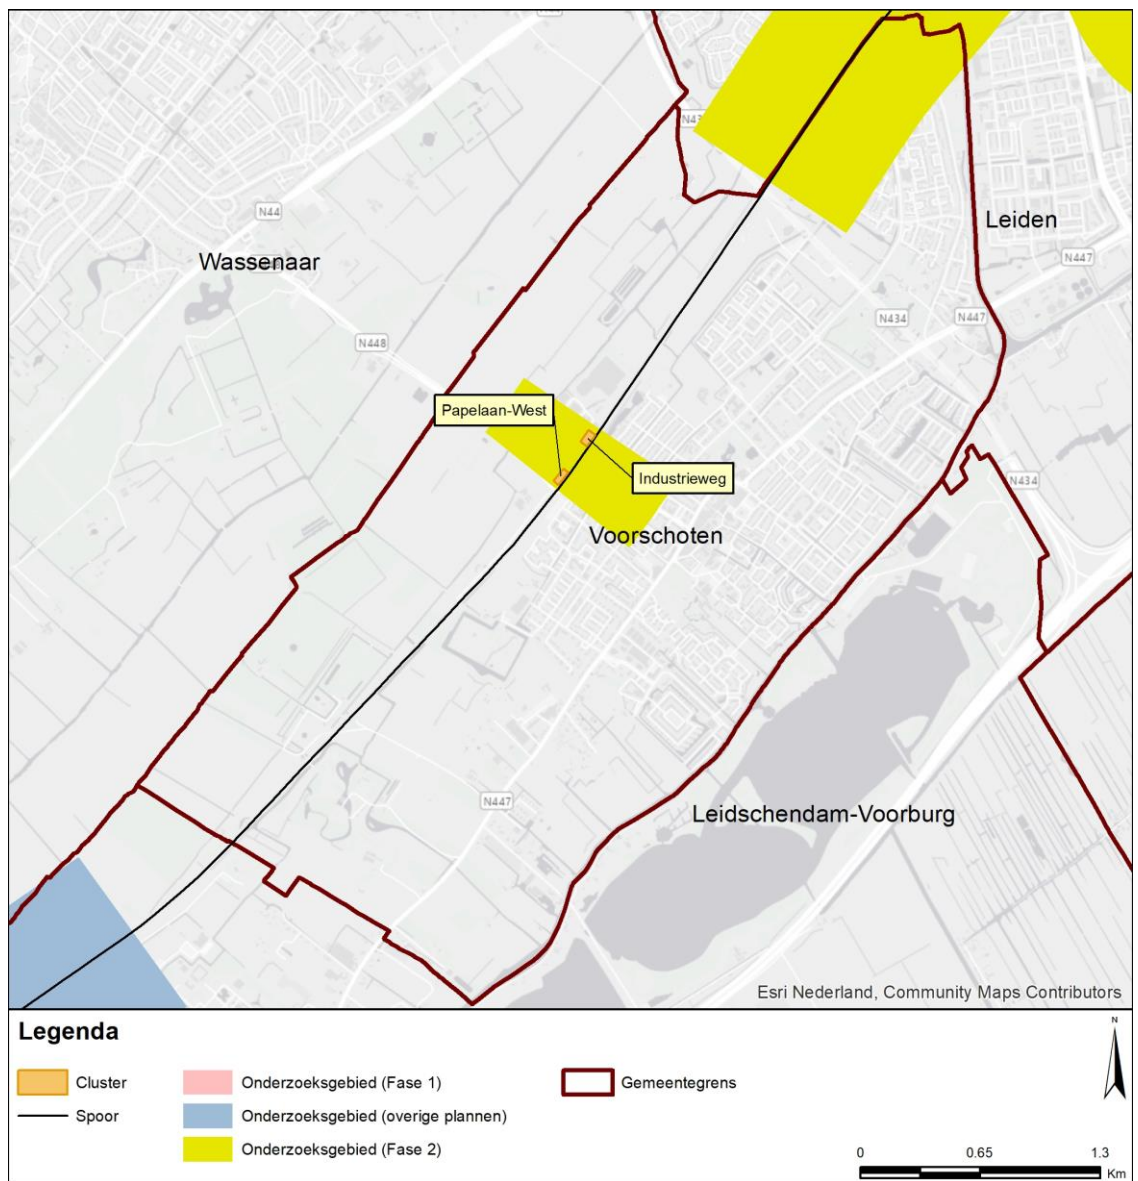 N43
Leiden
N44
Wassenaar
N447
N434
N447
N448
Papelaan-West
Industrieweg
N434
Voorschoten
N447
Leidschendam-Voorburg
Esri Nederland, Community Maps Contributors
Legenda
N
Cluster
Onderzoeksgebied (Fase 1)
Gemeentegrens
Spoor
Onderzoeksgebied (overige plannen)
Onderzoeksgebied (Fase 2)
0 0.65 1.3
Km